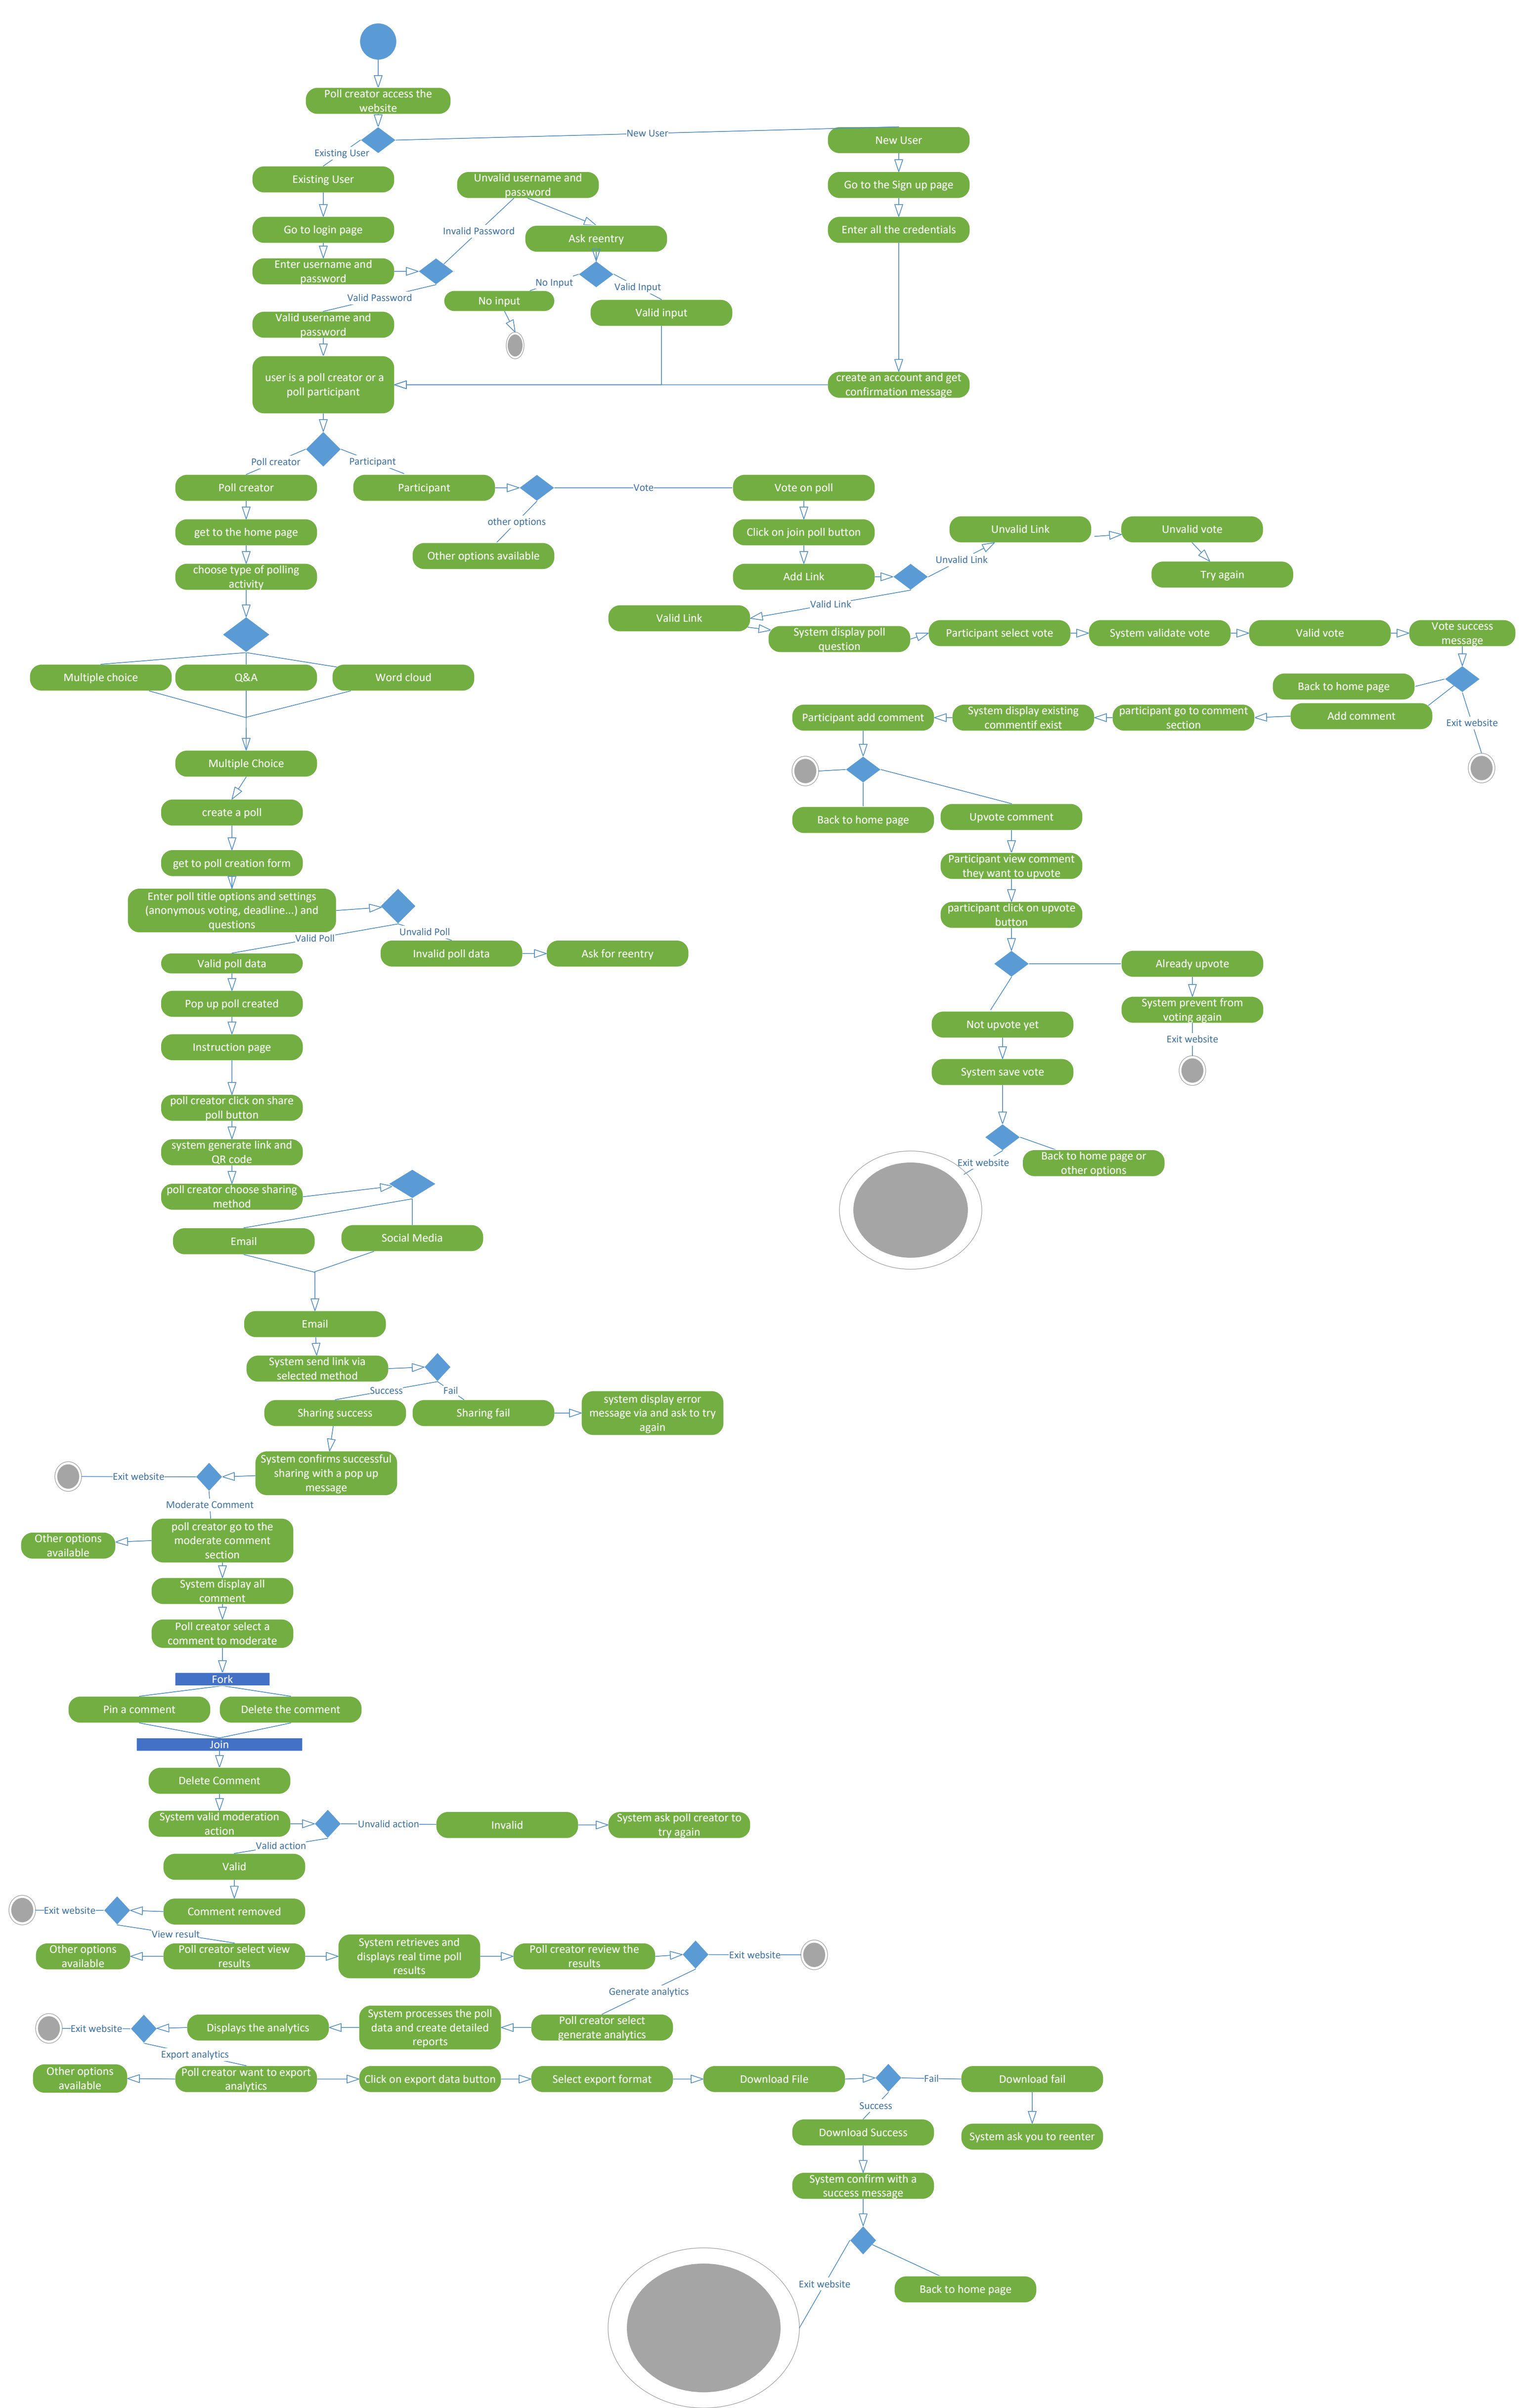 Poll creator access the
website
New User
New User
Existing User
Existing User
Unvalid username and
password
Go to the Sign up page
Go to login page
Invalid Password
Ask reentry
Enter all the credentials
Enter username and
password
No Input
Valid Input
Valid Password
No input
Valid input
Valid username and
password
user is a poll creator or a
poll participant
create an account and get
confirmation message
Poll creator
Participant
Poll creator
Participant
Vote
Vote on poll
other options
get to the home page
Other options available
Click on join poll button
Unvalid Link
Unvalid vote
Unvalid Link
choose type of polling
activity
Add Link
Try again
Valid Link
Valid Link
System display poll
question
Participant select vote
System validate vote
Valid vote
Vote success
message
Multiple choice
Q&A
Word cloud
Back to home page
Participant add comment
System display existing
commentif exist
participant go to comment
section
Add comment
Exit website
Multiple Choice
create a poll
Back to home page
Upvote comment
get to poll creation form
Participant view comment
they want to upvote
Enter poll title options and settings
(anonymous voting, deadline...) and
questions
participant click on upvote
button
Unvalid Poll
Valid Poll
Valid poll data
Invalid poll data
Ask for reentry
Already upvote
Pop up poll created
System prevent from
voting again
Not upvote yet
Exit website
Instruction page
System save vote
poll creator click on share
poll button
system generate link and
QR code
Exit website
Back to home page or
other options
poll creator choose sharing
method
Email
Social Media
Email
System send link via
selected method
Success
Fail
Sharing success
Sharing fail
system display error
message via and ask to try
again
System confirms successful
sharing with a pop up
message
Exit website
Moderate Comment
poll creator go to the
moderate comment
section
Other options
available
System display all
comment
Poll creator select a
comment to moderate
Fork
Pin a comment
Delete the comment
Join
Delete Comment
System valid moderation
action
Unvalid action
Invalid
System ask poll creator to
try again
Valid action
Valid
Exit website
Comment removed
View result
Other options
available
Poll creator select view
results
System retrieves and
displays real time poll
results
Poll creator review the
results
Exit website
Generate analytics
Exit website
Displays the analytics
System processes the poll
data and create detailed
reports
Poll creator select
generate analytics
Export analytics
Other options
available
Poll creator want to export
analytics
Click on export data button
Select export format
Download File
Fail
Download fail
Success
Download Success
System ask you to reenter
System confirm with a
success message
Exit website
Back to home page